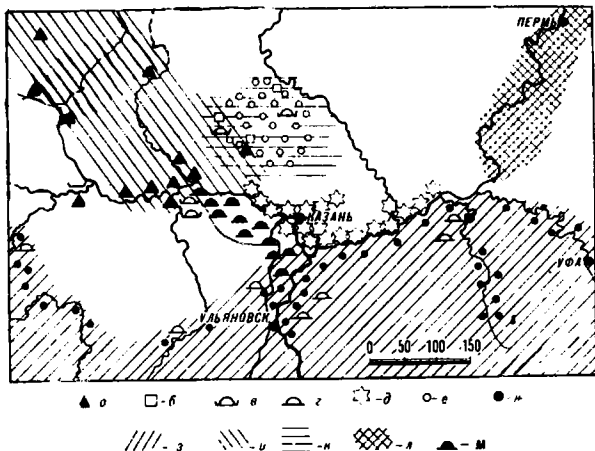 ПЕРМЬ
КАЗАНЬ
УФА
УЛЬЯНОВСК
0 50 100 150
а -б -в -г -д -е -н
-з -и -к -л -м